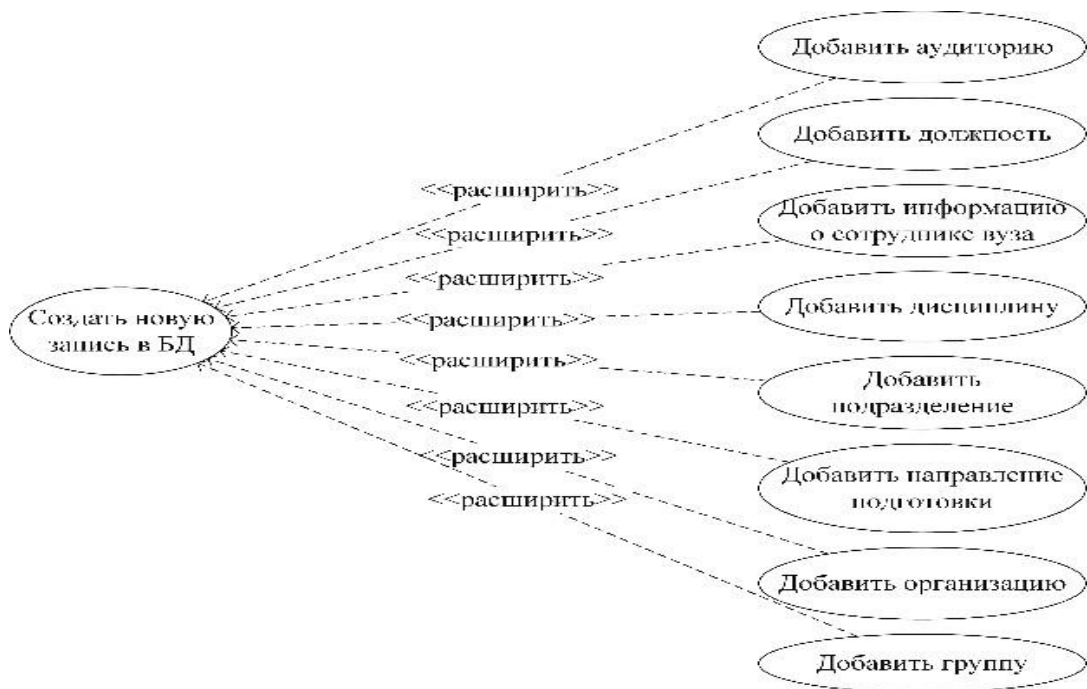 Добавить аудиторию
Добавить должность
<<расширить>>
Добавить информацию
о сотруднике вуза
<<расширить>>
<<расширить>>
Добавить дисциплину
<<расширить>>
Создать новую
запись в БД
<<расширить>>
Добавить
подразделение
<<расширить>>
<<расширить>>
Добавить направление
подготовки
<<расширить>>
Добавить организацию
Добавить группу